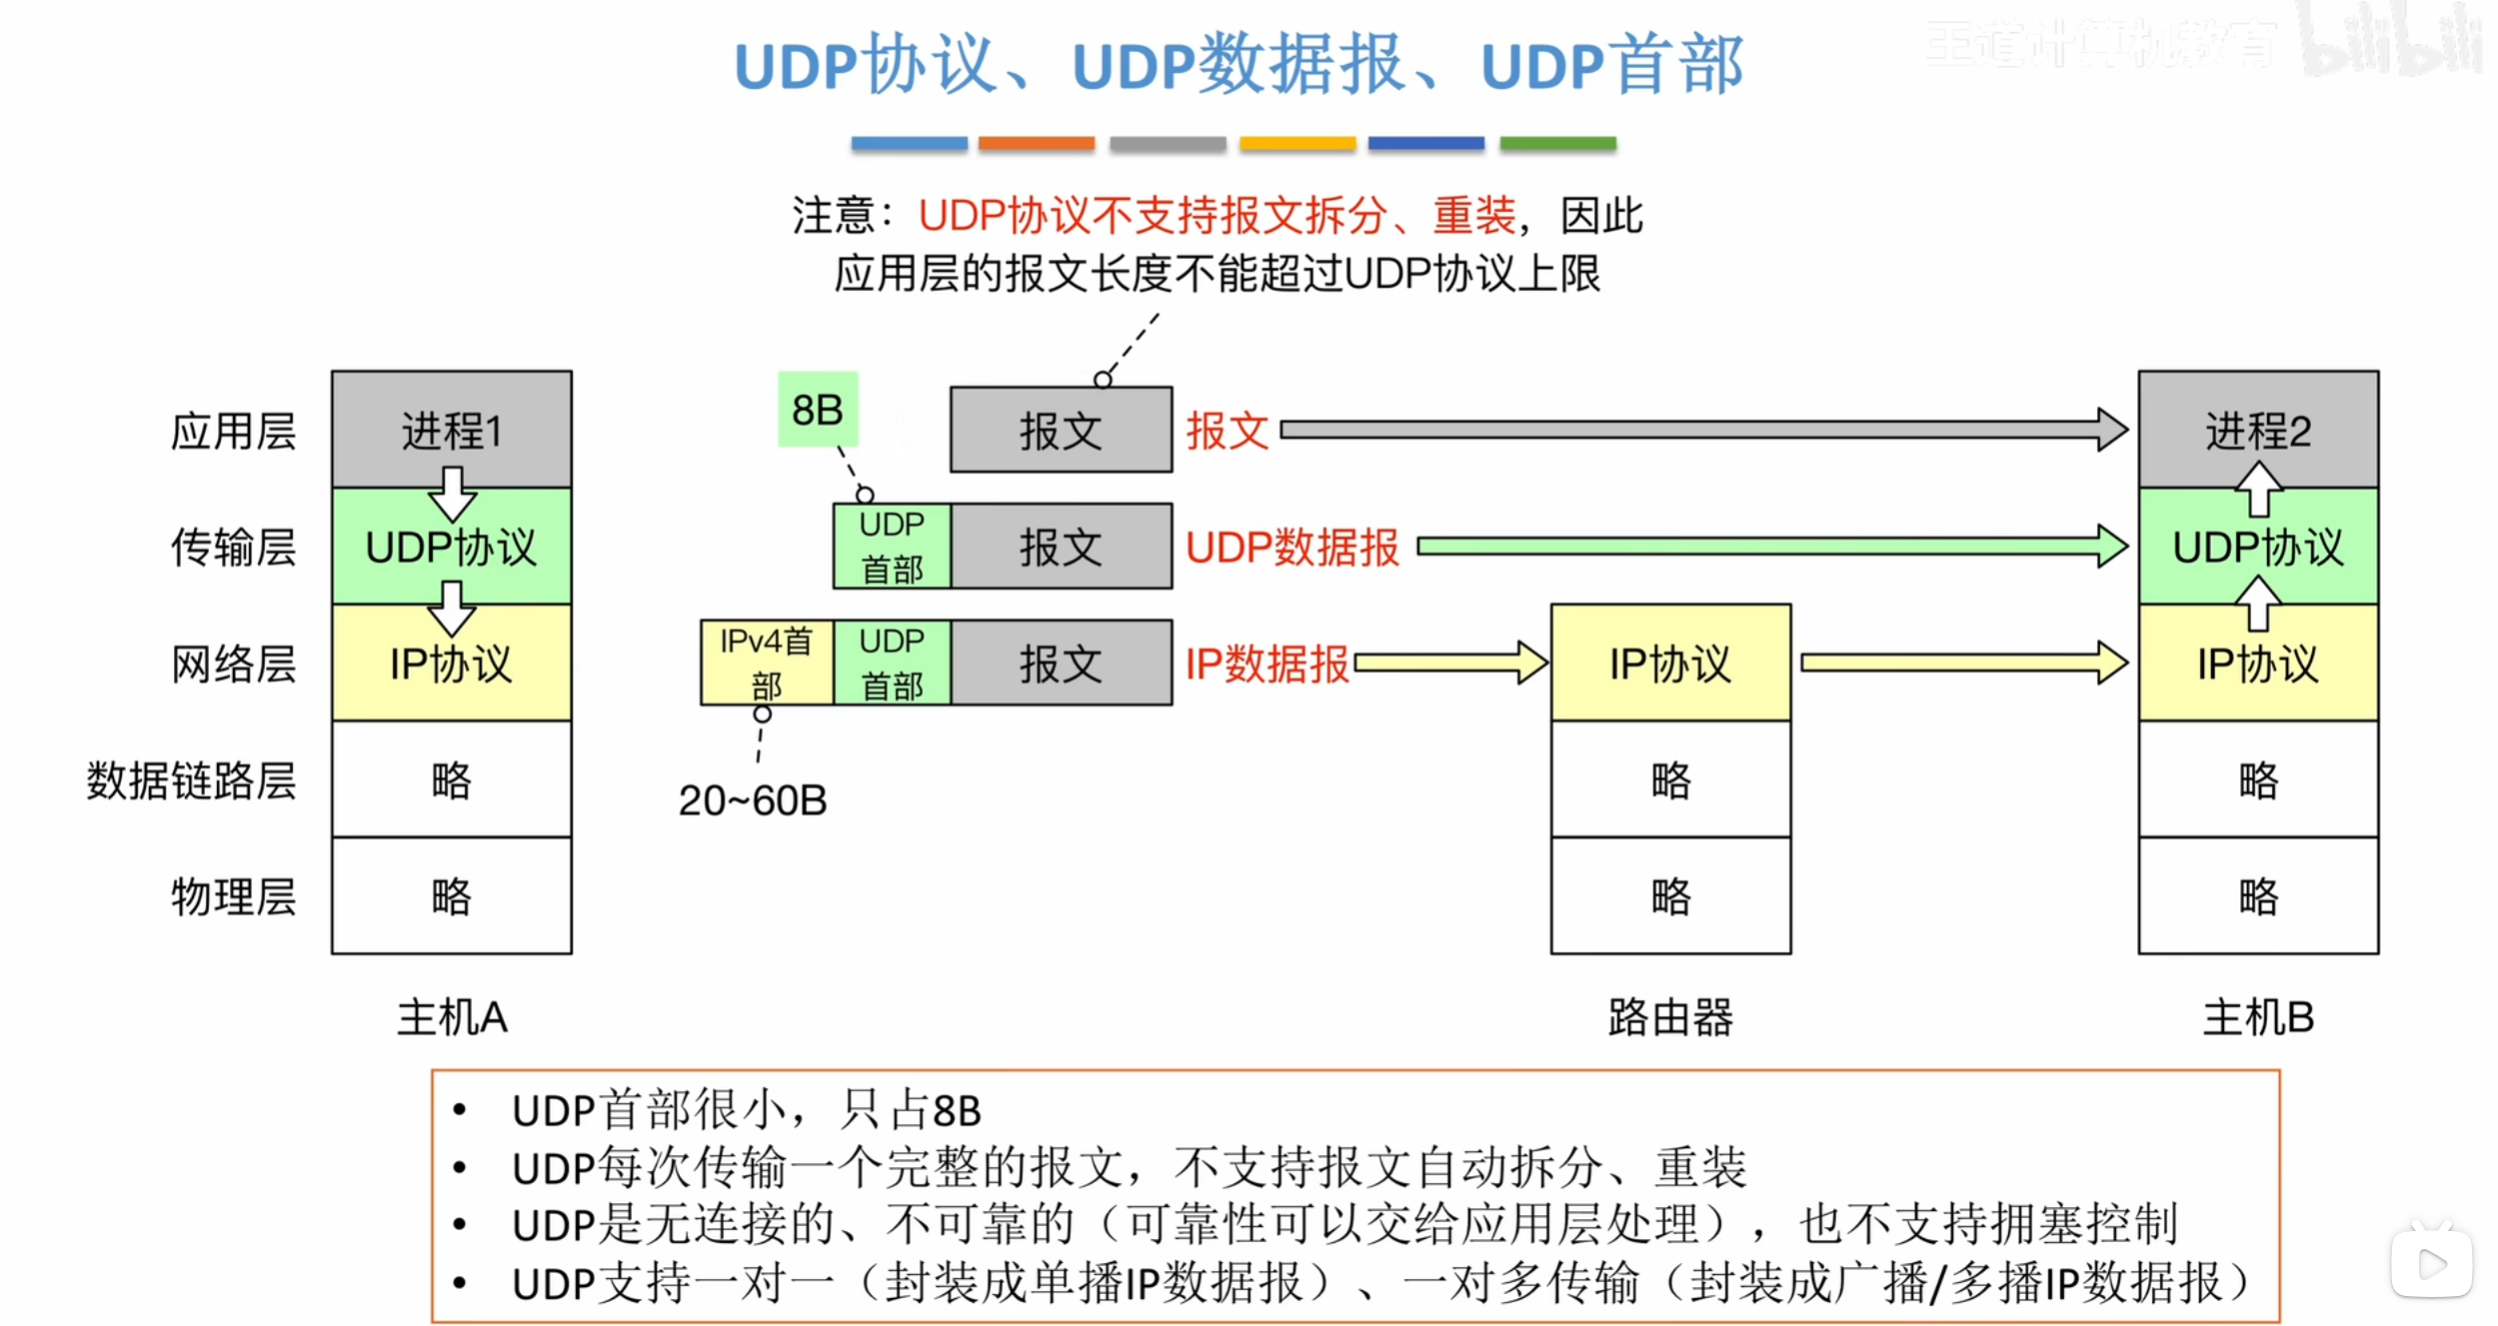 王道计算机教育 bilibili
UDP协议、UDP数据报、UDP首部
注意：UDP协议不支持报文拆分、重装，因此
应用层的报文长度不能超过UDP协议上限
应用层
进程1
8B
报文
报文
进程2
传输层
UDP协议
UDP
首部
报文
UDP数据报
UDP协议
网络层
IP协议
IPv4首
部
UDP
首部
报文
IP数据报
IP协议
IP协议
数据链路层
略
20~60B
略
略
物理层
略
略
略
主机A
路由器
主机B
• UDP首部很小，只占8B
• UDP每次传输一个完整的报文，不支持报文自动拆分、重装
• UDP是无连接的、不可靠的（可靠性可以交给应用层处理），也不支持拥塞控制
• UDP支持一对一（封装成单播IP数据报）、一对多传输（封装成广播/多播IP数据报）